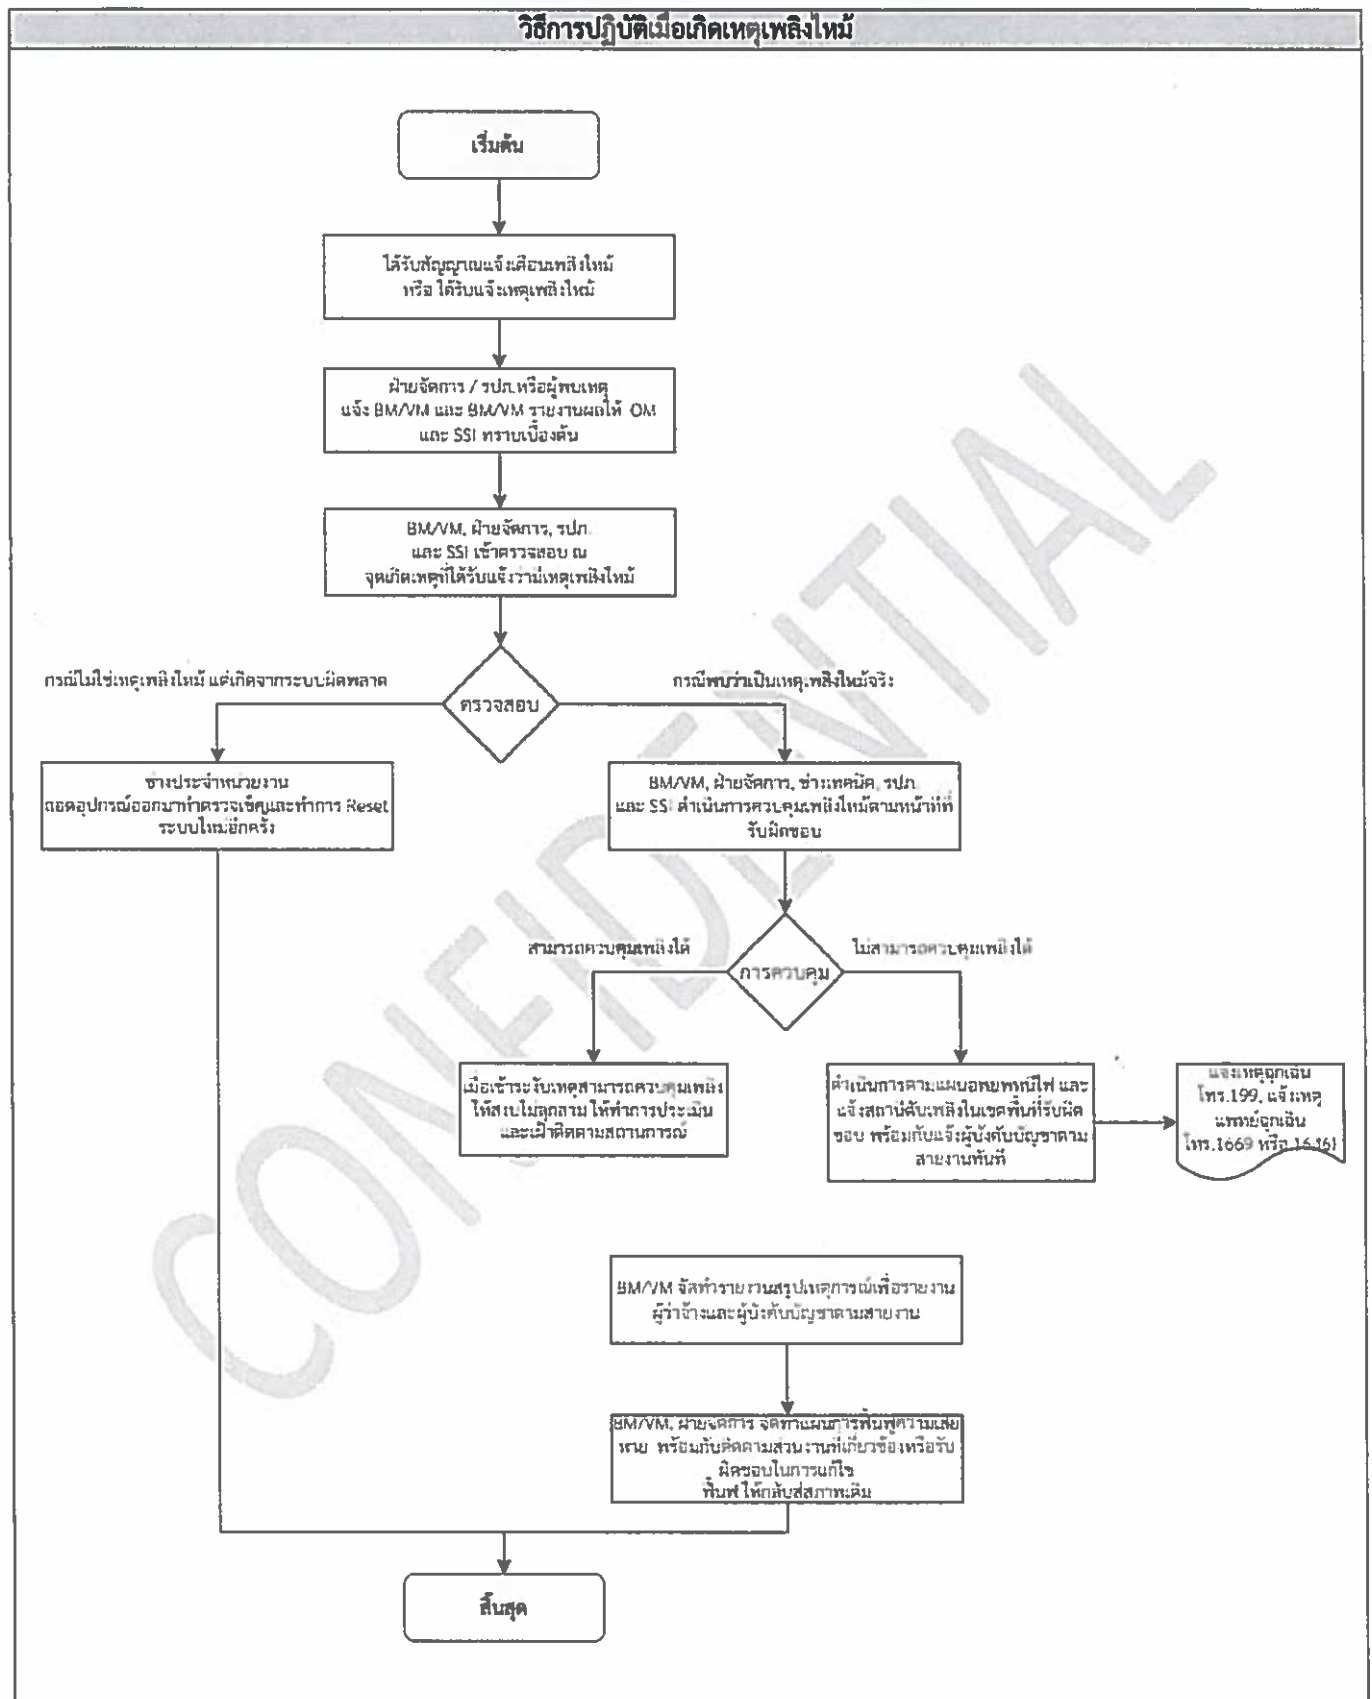 วิธีการปฏิบัติเมื่อเกิดเหตุเพลิงไหม้
เริ่มต้น
ได้รับสัญญาณแจ้งเตือนเพลิงไหม้
หรือ ได้รับแจ้งเหตุเพลิงไหม้
ฝ่ายจัดการ / รปภ.หรือผู้พบเหตุ
แจ้ง BM/VM และ BM/VM รายงานผลให้ OM
และ SSI ทราบเบื้องต้น
BM/VM, ฝ่ายจัดการ, รปภ.
และ SSI เข้าตรวจสอบ ณ
จุดเกิดเหตุที่ได้รับแจ้งว่ามีเหตุเพลิงไหม้
ตรวจสอบ
กรณีไม่ใช่เหตุเพลิงไหม้ แต่เกิดจากระบบผิดพลาด
กรณีพบว่าเป็นเหตุเพลิงไหม้จริง
ช่างประจำหน่วยงาน
ถอดอุปกรณ์ออกมาทำตรวจเช็คและทำการ Reset
ระบบใหม่อีกครั้ง
BM/VM, ฝ่ายจัดการ, ช่างเทคนิค, รปภ.
และ SSI ดำเนินการควบคุมเพลิงไหม้ตามหน้าที่ที่
รับผิดชอบ
สามารถควบคุมเพลิงได้
ไม่สามารถควบคุมเพลิงได้
การควบคุม
เมื่อเข้าระงับเหตุสามารถควบคุมเพลิง
ให้สงบไม่ลุกลาม ให้ทำการประเมิน
และเฝ้าติดตามสถานการณ์
ดำเนินการตามแผนอพยพหนีไฟ และ
แจ้งสถานีดับเพลิงในเขตพื้นที่รับผิด
ชอบ พร้อมกับแจ้งผู้บังคับบัญชาตาม
สายงานทันที
แจ้งเหตุฉุกเฉิน
โทร.199, แจ้งเหตุ
แพทย์ฉุกเฉิน
โทร.1669 หรือ 1646
BM/VM จัดทำรายงานสรุปเหตุการณ์เพื่อรายงาน
ผู้ว่าจ้างและผู้บังคับบัญชาตามสายงาน
BM/VM, ฝ่ายจัดการ จัดทำแผนการฟื้นฟูความเสีย
หาย พร้อมกับติดตามส่วนงานที่เกี่ยวข้องหรือรับ
ผิดชอบในการแก้ไข
ฟื้นฟู ให้กลับสู่สภาพเดิม
สิ้นสุด
CONFIDENTIAL